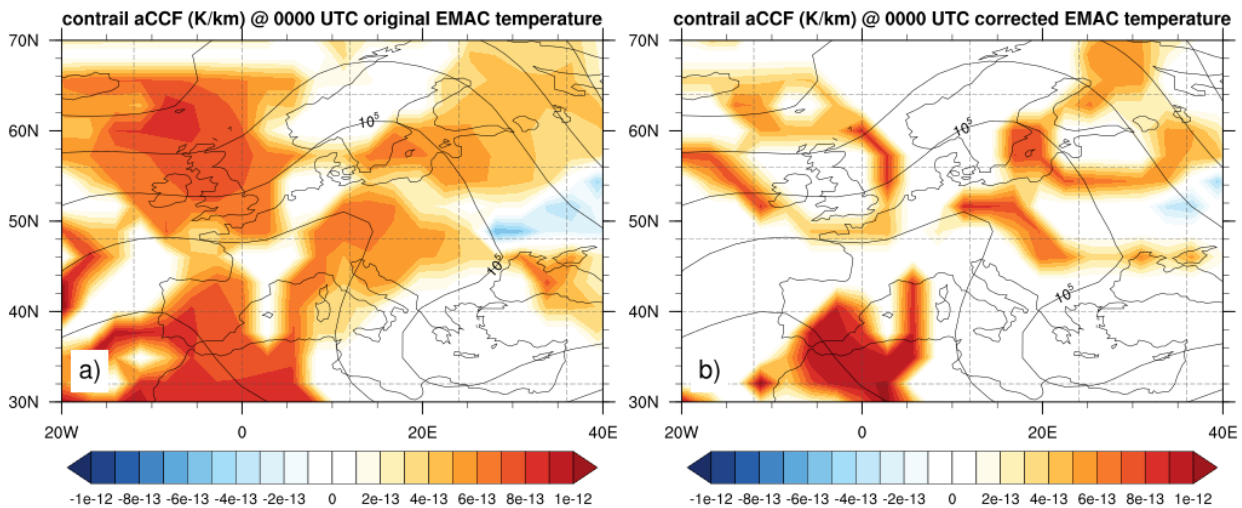 contrail aCCF (K/km) @ 0000 UTC original EMAC temperature
70N
60N
50N
40N
30N
20W 0 20E 40E
10⁵
10⁵
a)
-1e-12 -8e-13 -6e-13 -4e-13 -2e-13 0 2e-13 4e-13 6e-13 8e-13 1e-12
contrail aCCF (K/km) @ 0000 UTC corrected EMAC temperature
70N
60N
50N
40N
30N
20W 0 20E 40E
10⁵
10⁵
b)
-1e-12 -8e-13 -6e-13 -4e-13 -2e-13 0 2e-13 4e-13 6e-13 8e-13 1e-12